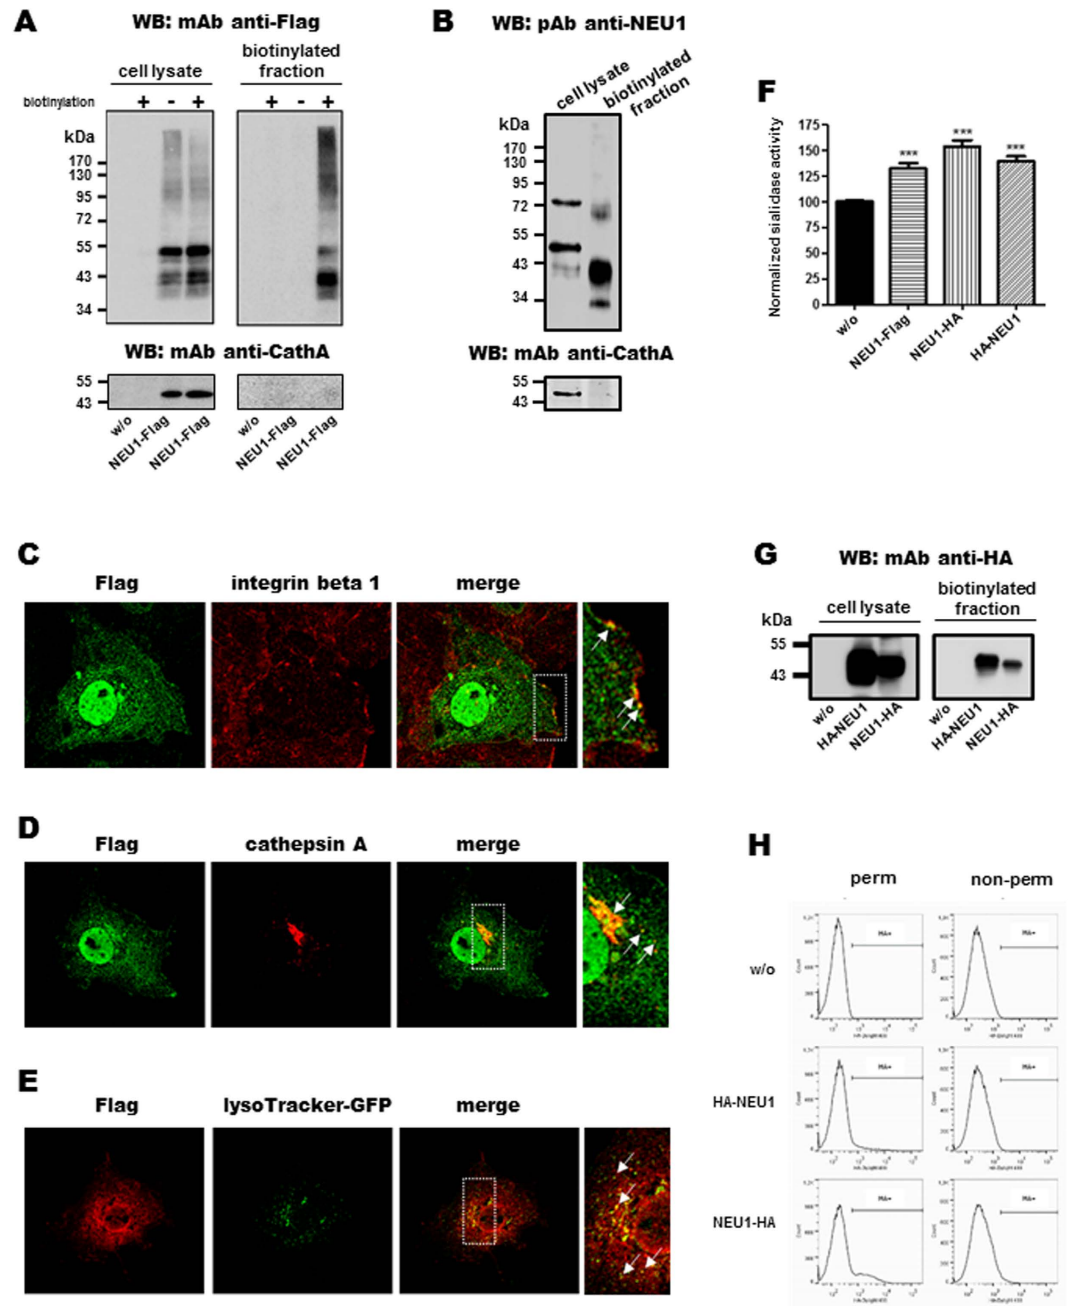 A
WB: mAb anti-Flag
cell lysate
biotinylated
fraction
biotinylation + - + + - +
kDa
170
130
95
72
55
43
34
WB: mAb anti-CathA
55
43
w/o NEU1-Flag NEU1-Flag w/o NEU1-Flag NEU1-Flag
B
WB: pAb anti-NEU1
cell lysate
biotinylated
fraction
kDa
170
130
95
72
55
43
34
WB: mAb anti-CathA
55
43
F
Normalized sialidase activity
175
150
125
100
75
50
25
0
*** *** ***
w/o NEU1-Flag NEU1-HA HA-NEU1
C
Flag integrin beta 1 merge
D
Flag cathepsin A merge
E
Flag lysoTracker-GFP merge
G
WB: mAb anti-HA
cell lysate
biotinylated
fraction
kDa
55
43
w/o HA-NEU1 NEU1-HA w/o HA-NEU1 NEU1-HA
H
perm non-perm
w/o
HA-NEU1
NEU1-HA